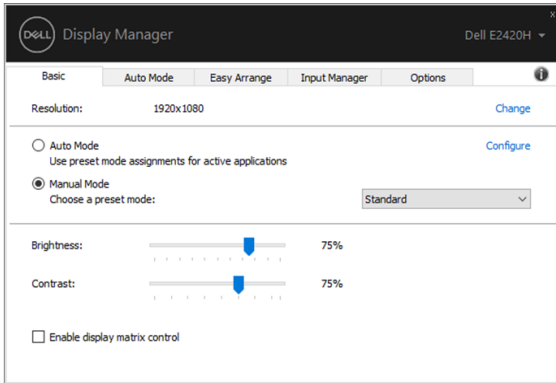 DELL Display Manager
Dell E2420H
Basic Auto Mode Easy Arrange Input Manager Options
Resolution: 1920x1080 Change
Auto Mode Configure
Use preset mode assignments for active applications
Manual Mode
Choose a preset mode: Standard
Brightness: 75%
Contrast: 75%
Enable display matrix control